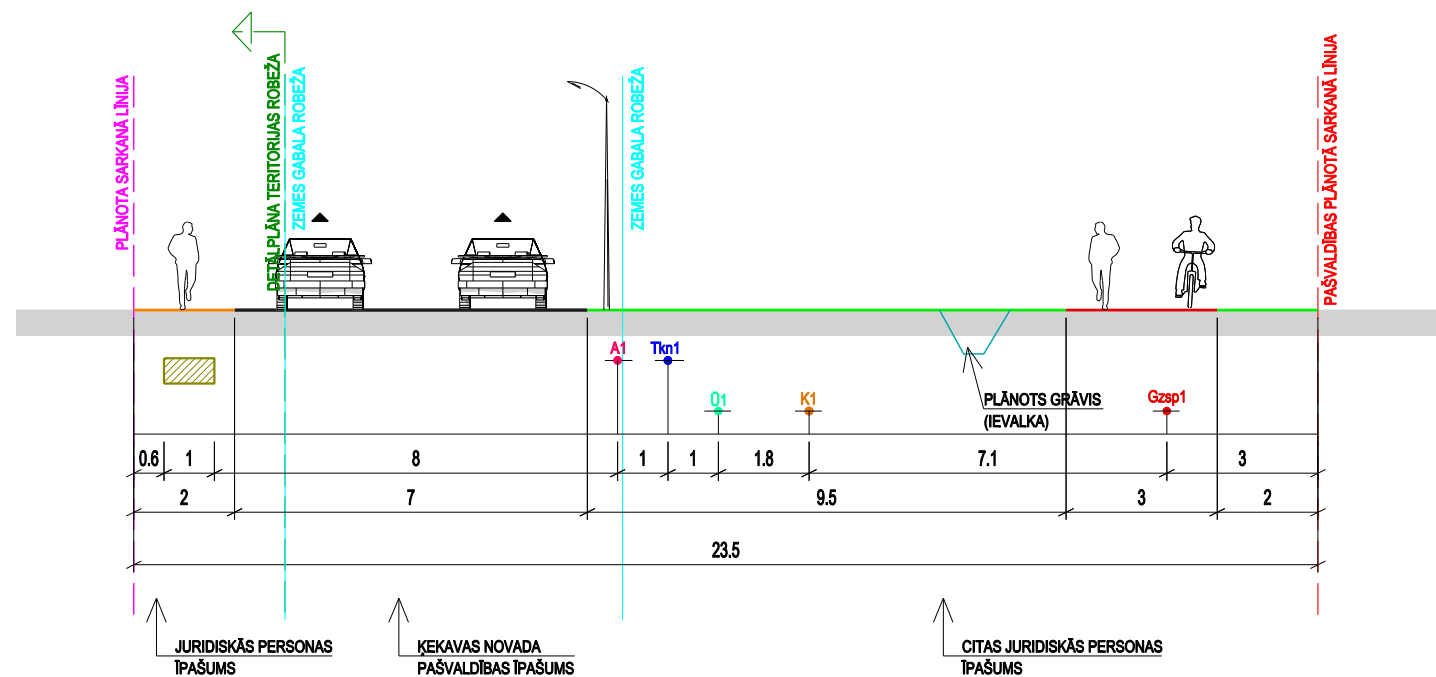 PLĀNOTA SARKANĀ LĪNIJA
DETĀLPLĀNA TERITORIJAS ROBEŽA
ZEMES GABALA ROBEŽA
ZEMES GABALA ROBEŽA
PAŠVALDĪBAS PLĀNOTĀ SARKANĀ LĪNIJA
A1
Tkn1
Ū1
K1
PLĀNOTS GRĀVIS
(IEVALKA)
Gzsp1
0.6 1 8 1 1 1.8 7.1 3
2 7 9.5 3 2
23.5
JURIDISKĀS PERSONAS
ĪPAŠUMS
ĶEKAVAS NOVADA
PAŠVALDĪBAS ĪPAŠUMS
CITAS JURIDISKĀS PERSONAS
ĪPAŠUMS